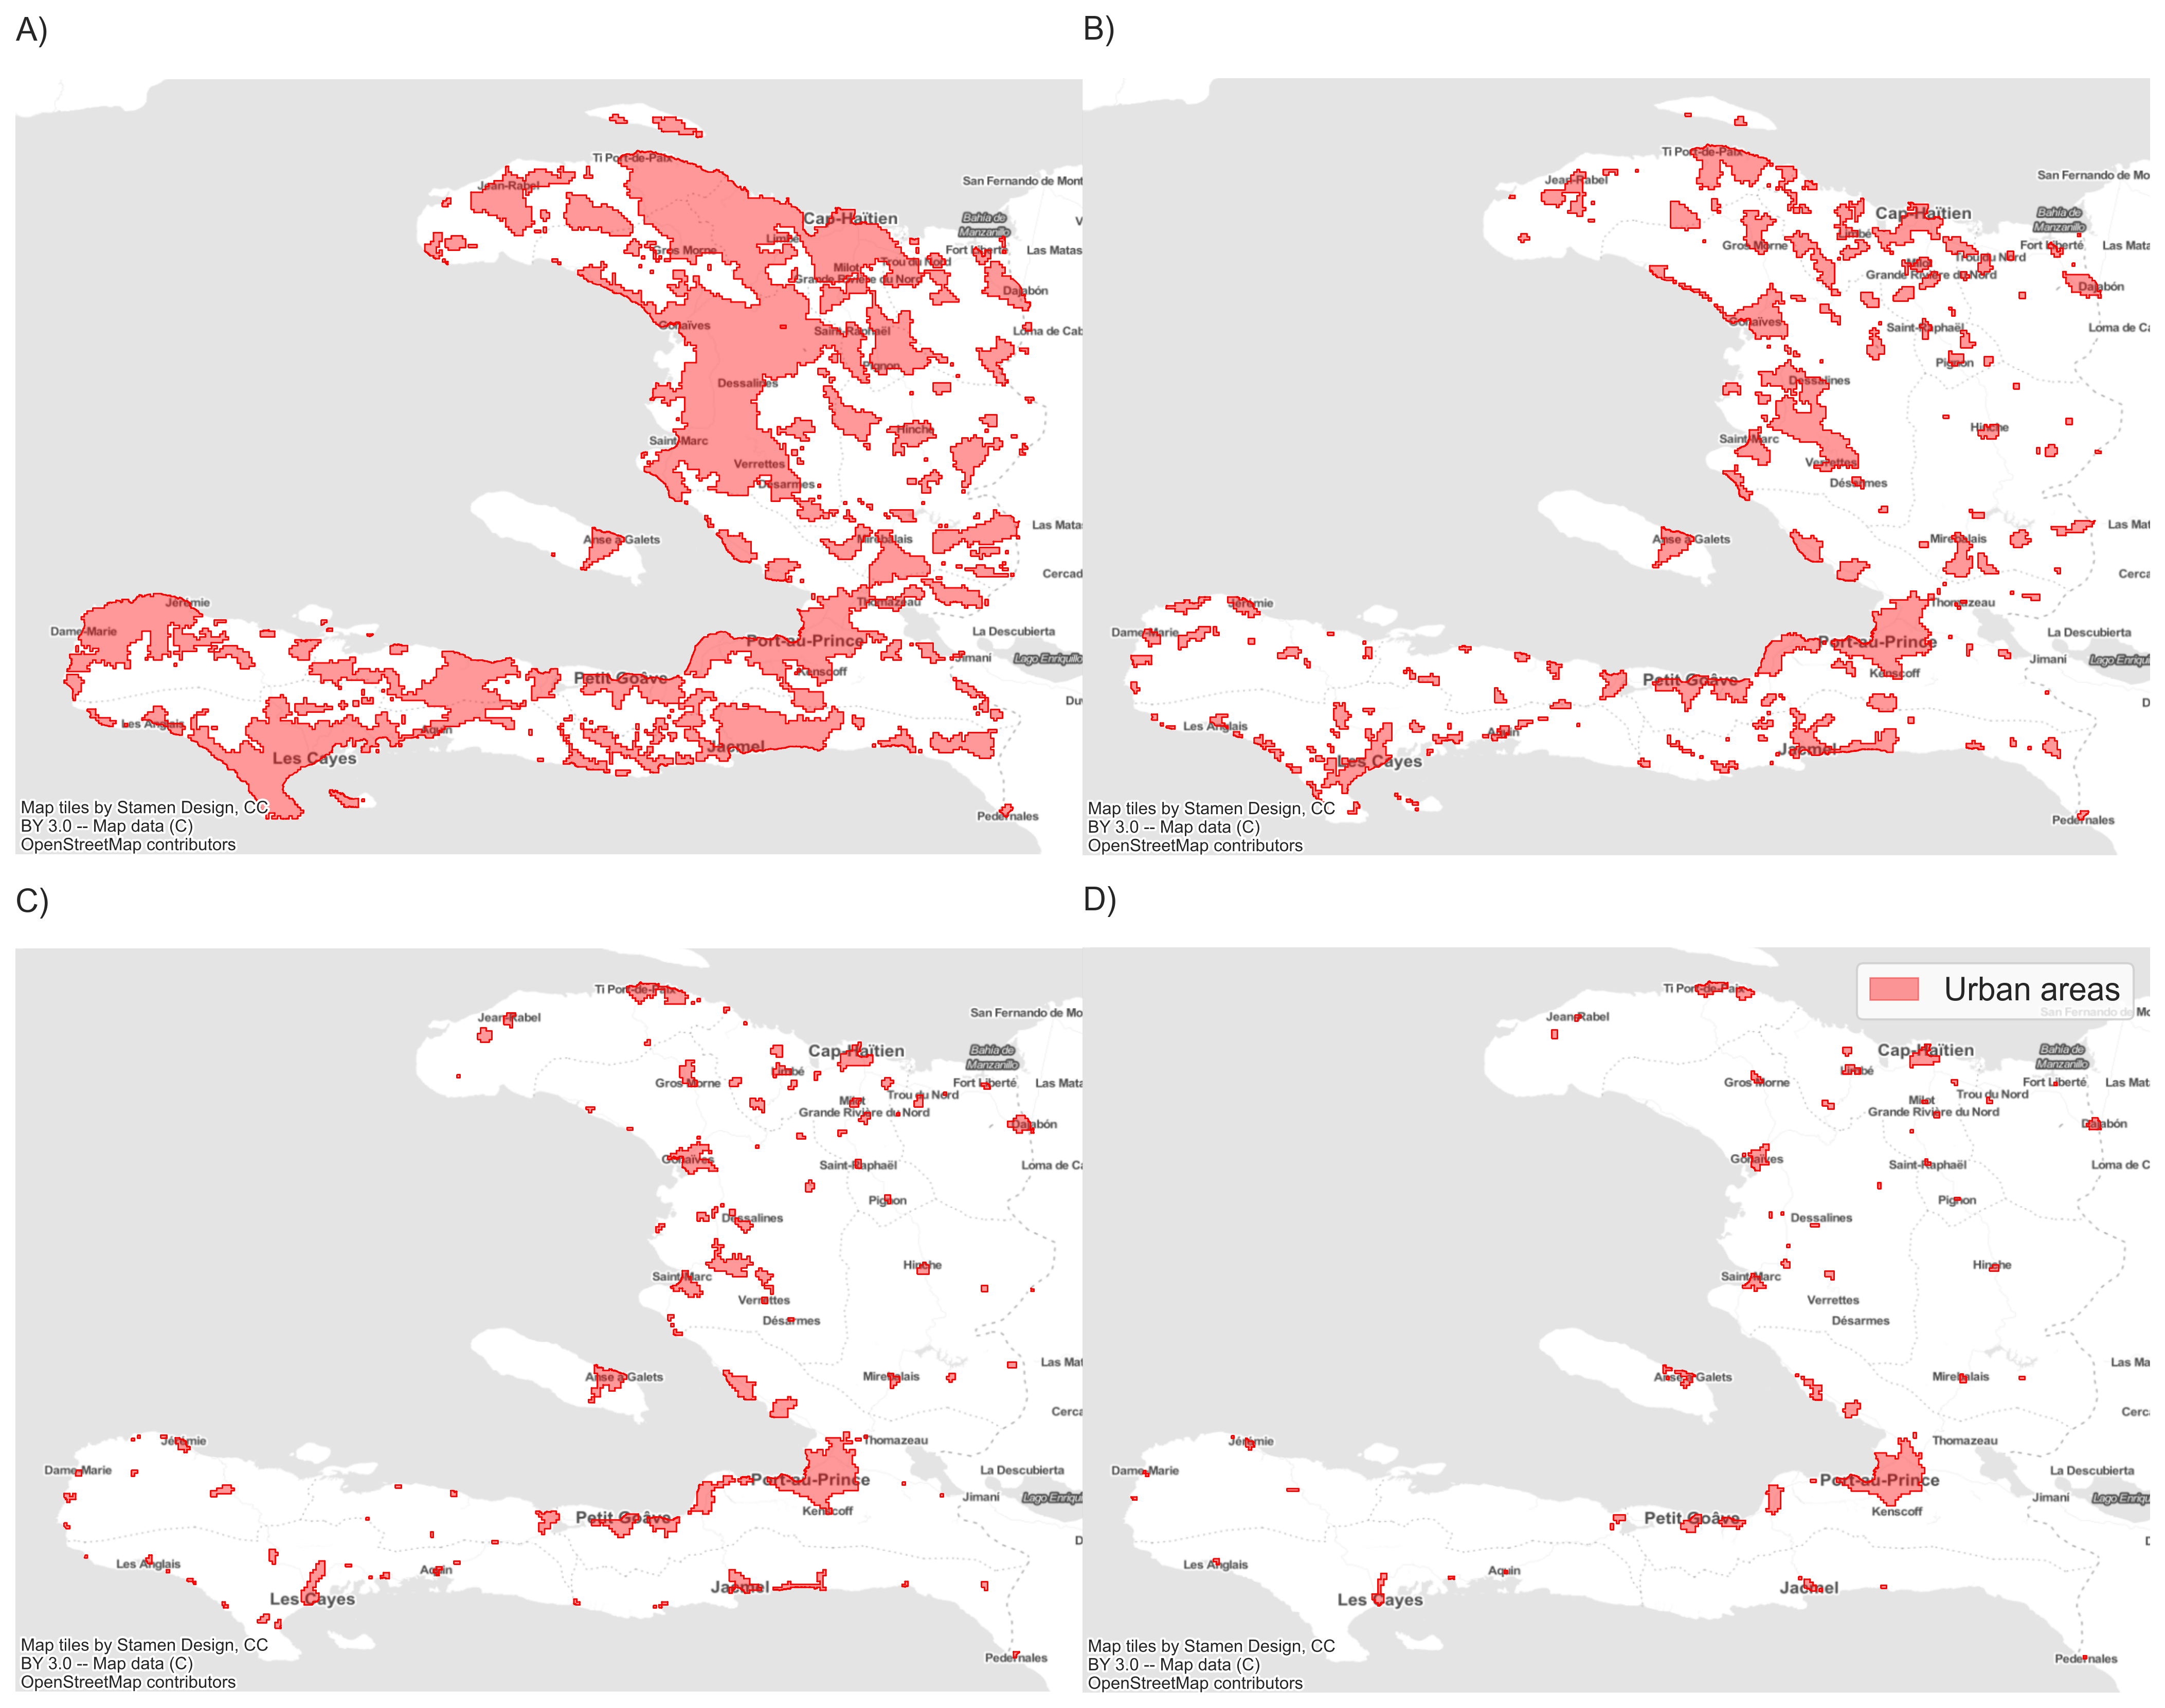 A)
Ti Port-de-Paix
Jean-Rabel
San Fernando de Mont
Cap-Haïtien
Bahía de
Manzanillo
V
Limbé
Gros Morne
Fort Liberté
Las Matas
Trou du Nord
Milot
Grande Rivière du Nord
Dajabón
Gonaïves
Saint-Raphaël
Loma de Cab
Pignon
Dessalines
Hinche
Saint-Marc
Verrettes
Désarmes
Las Matas
Anse à Galets
Mirebalais
Cercad
Jérémie
Thomazeau
Dame-Marie
La Descubierta
Port-au-Prince
Jimani
Lago Enriquillo
Kenscoff
Petit Goâve
Duv
Les Anglais
Aquin
Jacmel
Les Cayes
Map tiles by Stamen Design, CC
BY 3.0 -- Map data (C)
OpenStreetMap contributors
Pedernales
B)
Ti Port-de-Paix
Jean-Rabel
San Fernando de Mo
Cap-Haïtien
Bahía de
Manzanillo
Limbé
Gros Morne
Fort Liberté
Las Mata
Trou du Nord
Milot
Grande Rivière du Nord
Dajabón
Gonaïves
Saint-Raphaël
Loma de Ca
Pignon
Dessalines
Hinche
Saint-Marc
Verrettes
Désarmes
Las Mat
Anse à Galets
Mirebalais
Cerca
Jérémie
Thomazeau
Dame-Marie
La Descubierta
Port-au-Prince
Jimani
Lago Enriqu
Kenscoff
Petit Goâve
D
Les Anglais
Aquin
Jacmel
Les Cayes
Map tiles by Stamen Design, CC
BY 3.0 -- Map data (C)
OpenStreetMap contributors
Pedernales
C)
Ti Port-de-Paix
Jean-Rabel
San Fernando de Mo
Cap-Haïtien
Bahía de
Manzanillo
Limbé
Gros Morne
Fort Liberté
Las Mata
Trou du Nord
Milot
Grande Rivière du Nord
Dajabón
Gonaïves
Saint-Raphaël
Loma de Ca
Pignon
Dessalines
Hinche
Saint-Marc
Verrettes
Désarmes
Las Mat
Anse à Galets
Mirebalais
Cerca
Jérémie
Thomazeau
Dame-Marie
La Descubierta
Port-au-Prince
Jimani
Lago Enriqui
Kenscoff
Petit Goâve
D
Les Anglais
Aquin
Jacmel
Les Cayes
Map tiles by Stamen Design, CC
BY 3.0 -- Map data (C)
OpenStreetMap contributors
Pedernales
D)
Urban areas
Ti Port-de-Paix
Jean-Rabel
San Fernando de Mo
Cap-Haïtien
Bahía de
Manzanillo
Limbé
Gros Morne
Fort Liberté
Las Mat
Trou du Nord
Milot
Grande Rivière du Nord
Dajabón
Gonaïves
Saint-Raphaël
Loma de C
Pignon
Dessalines
Hinche
Saint-Marc
Verrettes
Désarmes
Las Ma
Anse à Galets
Mirebalais
Cerc
Jérémie
Thomazeau
Dame-Marie
La Descubierta
Port-au-Prince
Jimani
Lago Enriqu
Kenscoff
Petit Goâve
D
Les Anglais
Aquin
Jacmel
Les Cayes
Map tiles by Stamen Design, CC
BY 3.0 -- Map data (C)
OpenStreetMap contributors
Pedernales